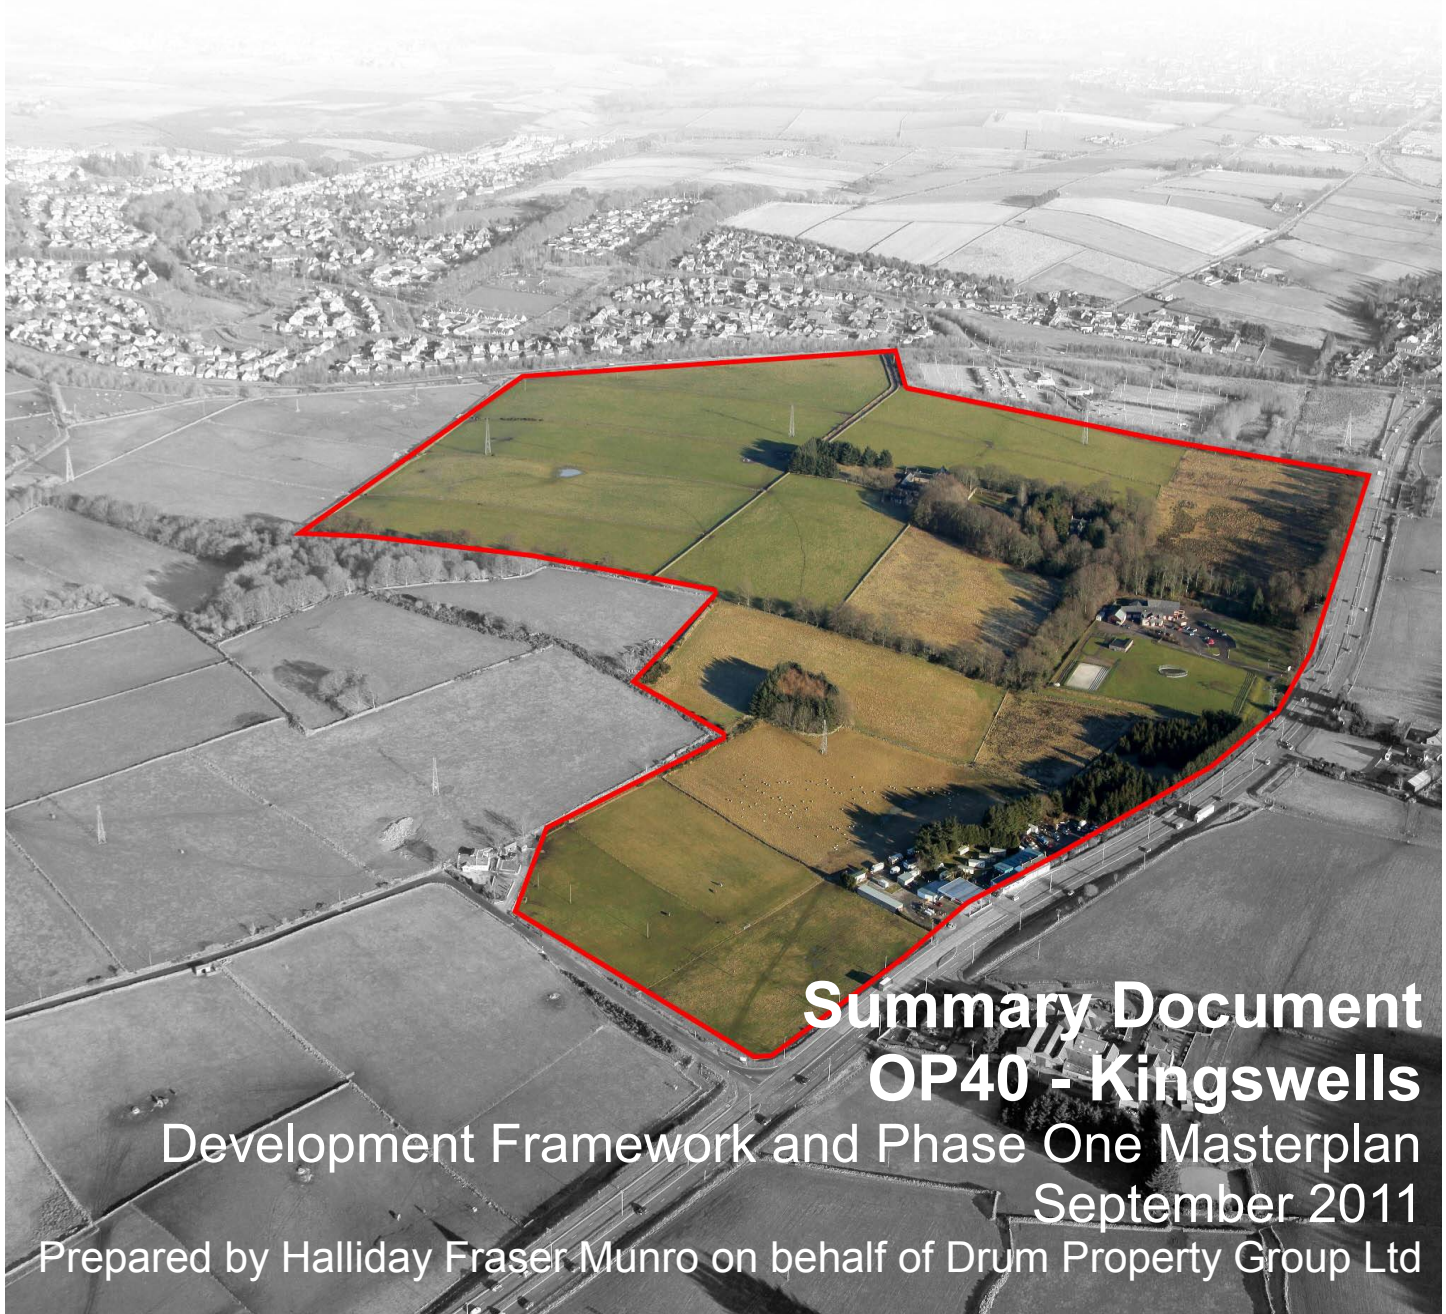 Summary Document
OP40 - Kingswells
Development Framework and Phase One Masterplan
September 2011
Prepared by Halliday Fraser Munro on behalf of Drum Property Group Ltd